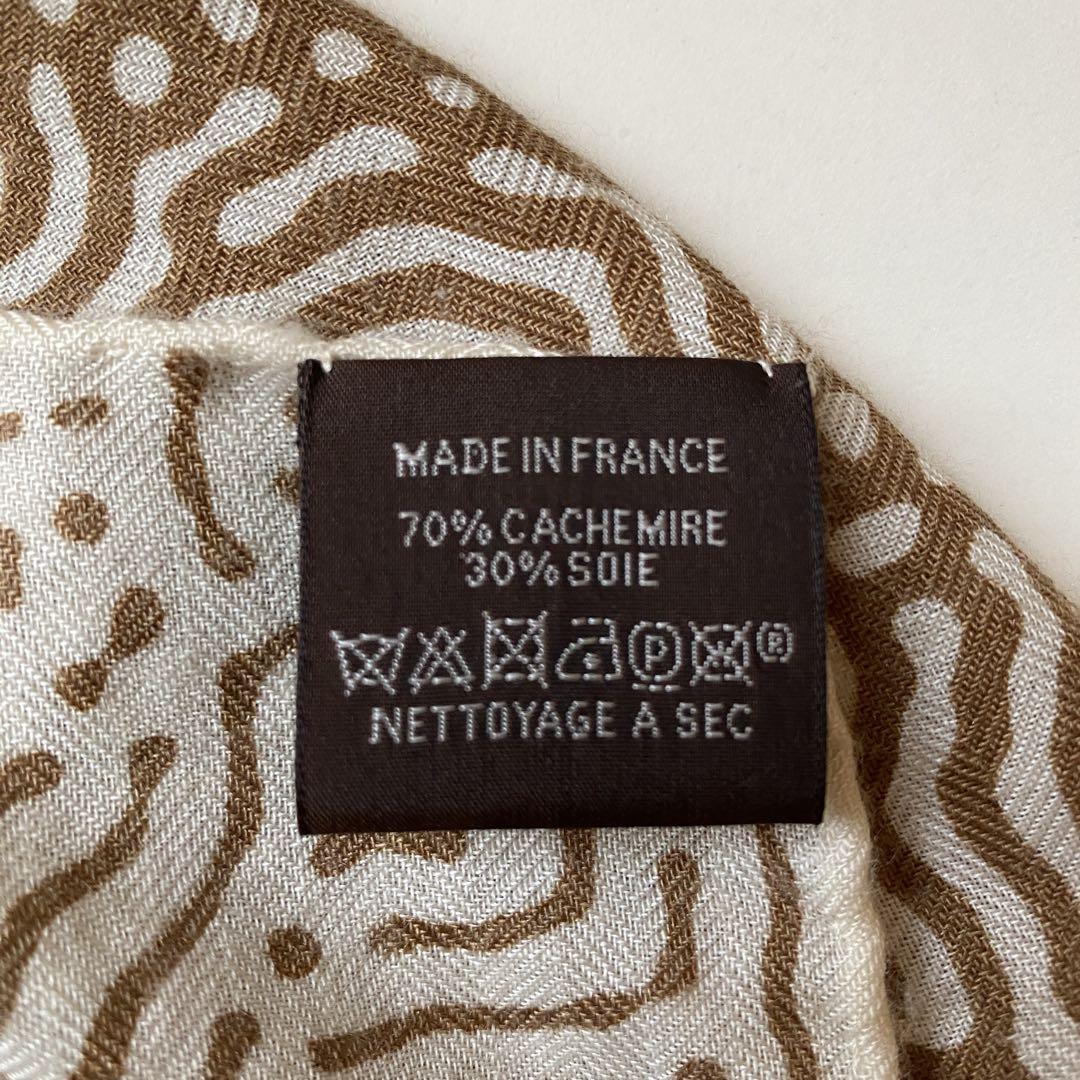 MADE IN FRANCE
70% CACHEMIRE
30% SOIE
P ®
NETTOYAGE A SEC